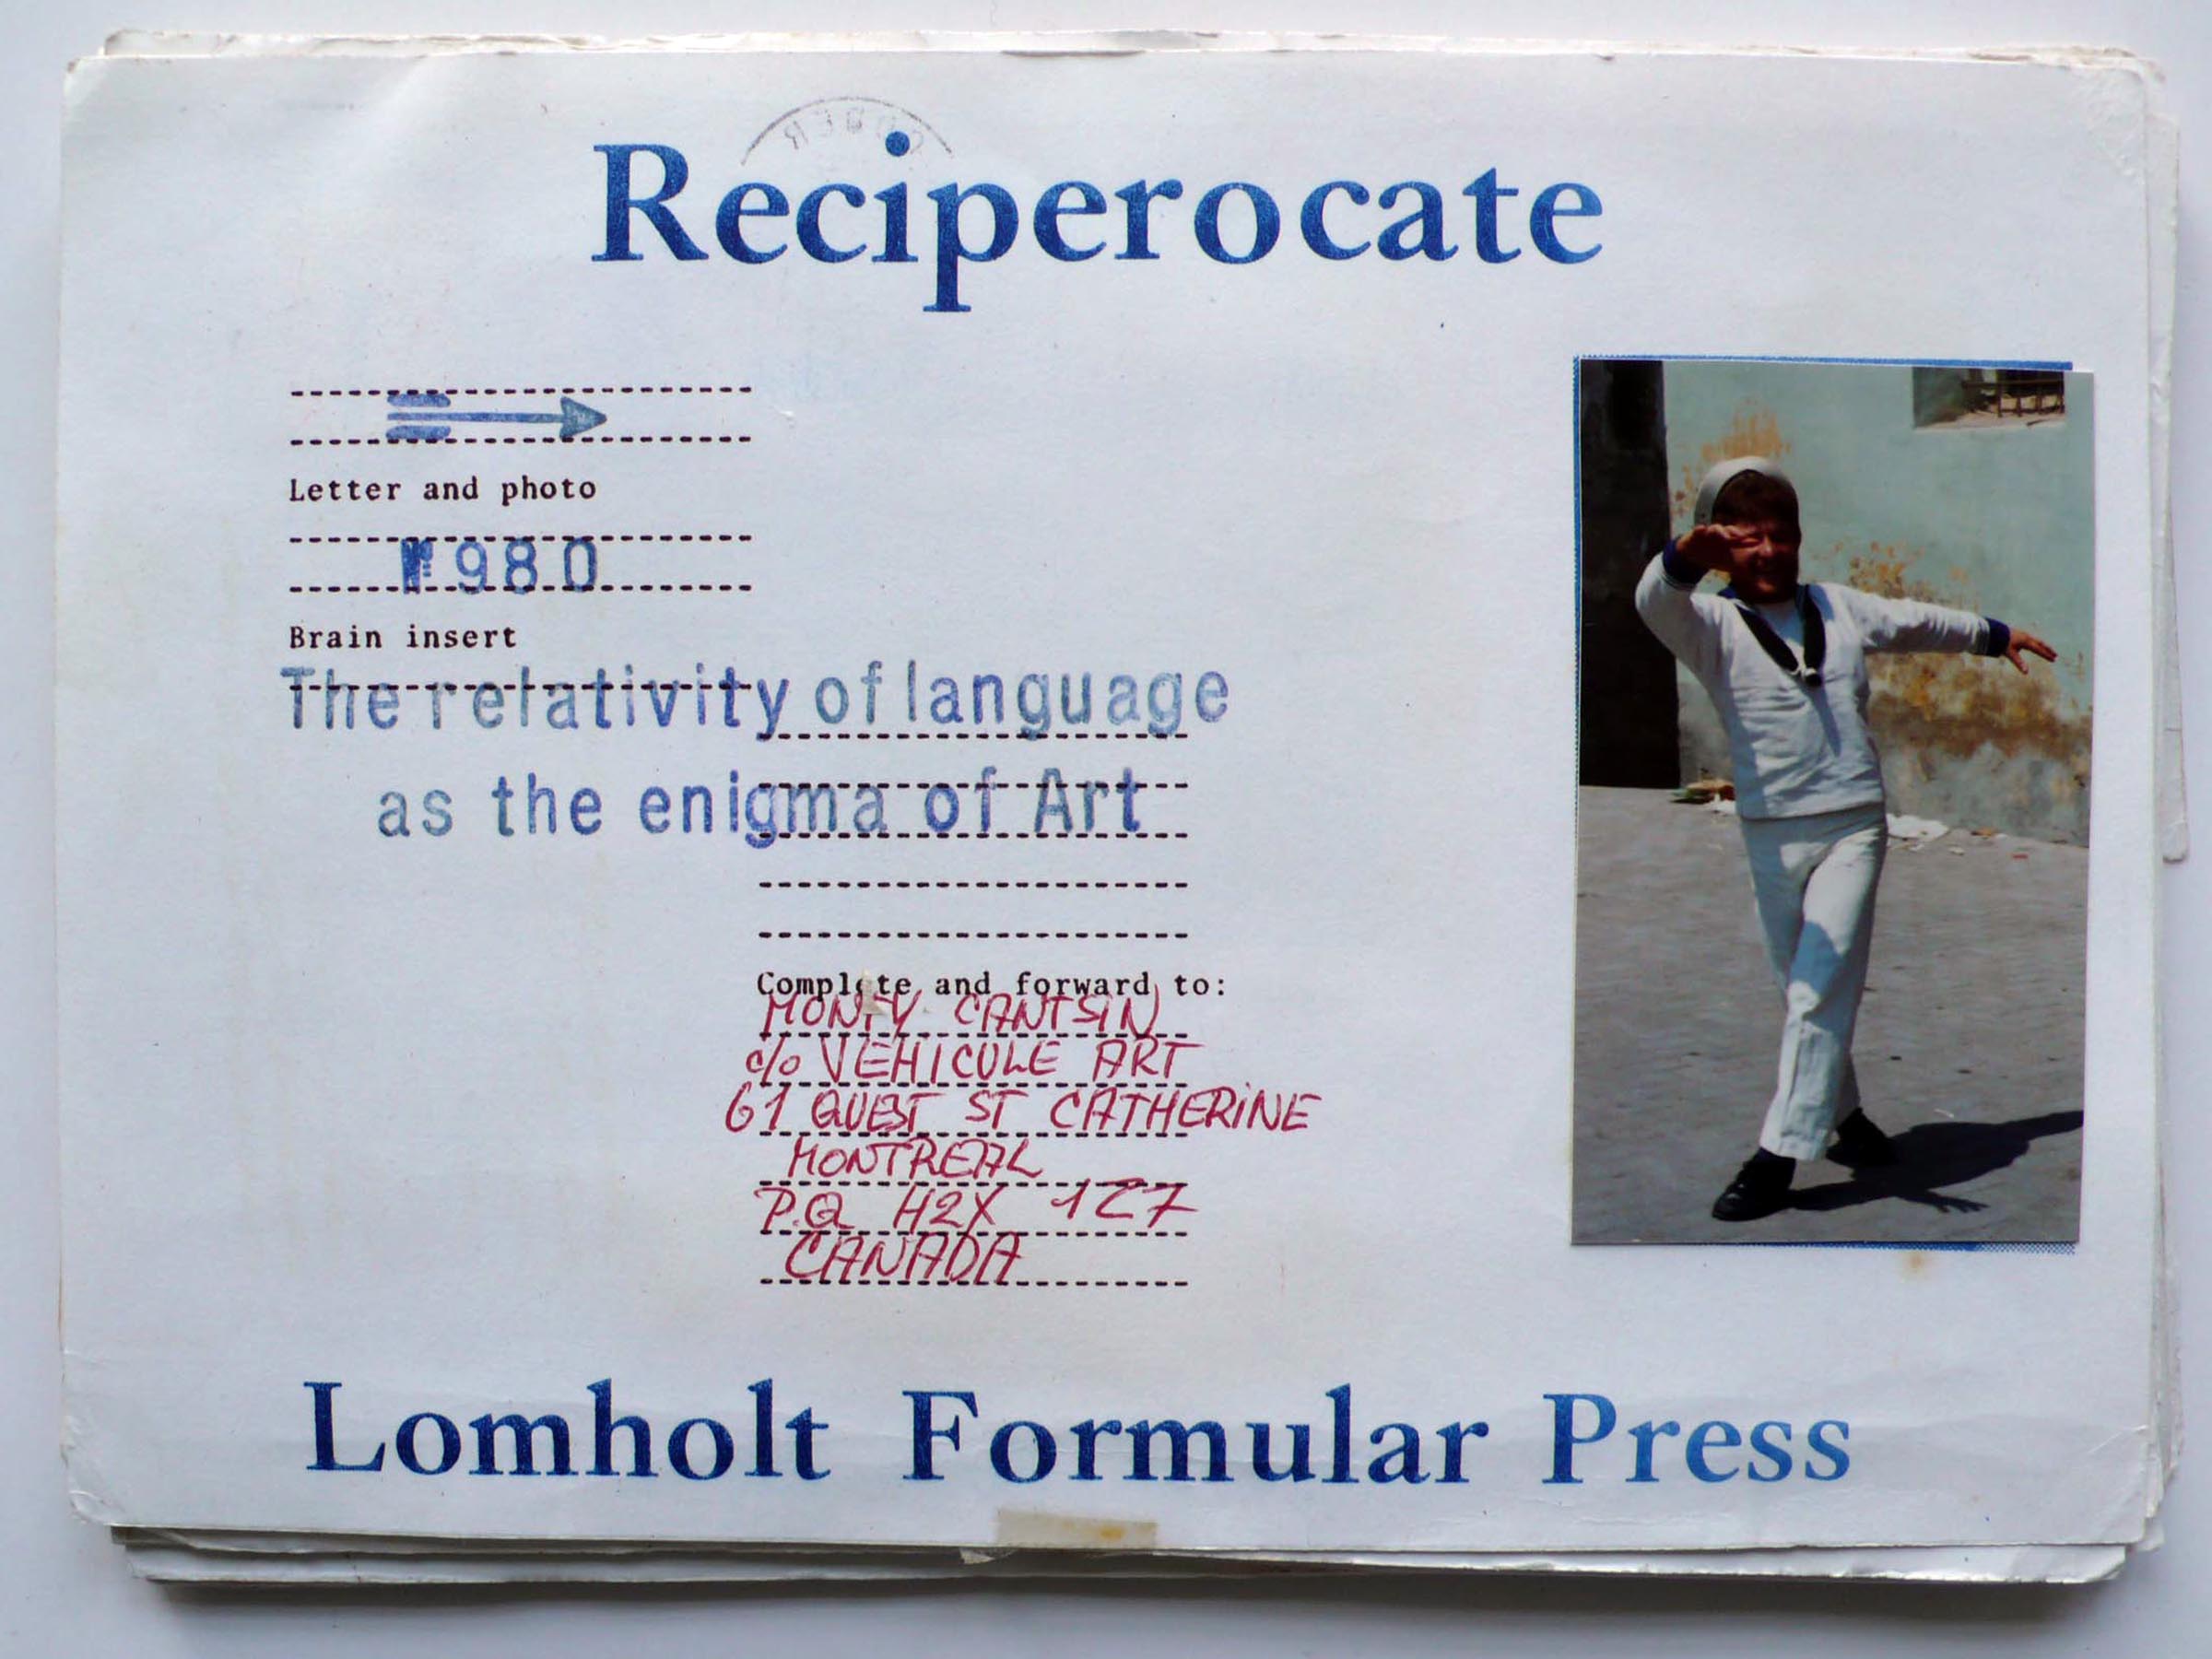 Reciperocate
Letter and photo
1980
Brain insert
The relativity of language
as the enigma of Art
Complete and forward to:
MONTY CANTSIN
c/o VEHICULE ART
61 OUEST ST CATHERINE
MONTREAL
P.Q H2X 1Z7
CANADA
Lomholt Formular Press